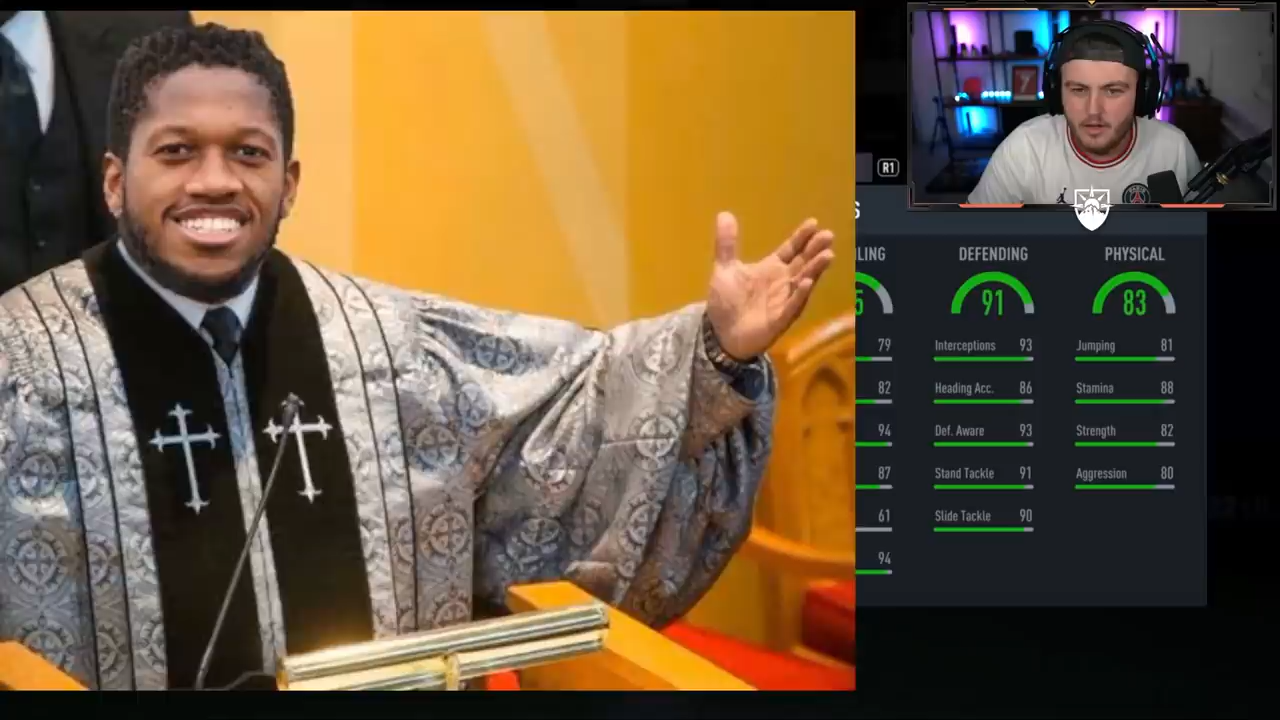 R1
S
LING
DEFENDING
PHYSICAL
5
91
83
79
Interceptions 93
Jumping 81
82
Heading Acc. 86
Stamina 88
94
Def. Aware 93
Strength 82
87
Stand Tackle 91
Aggression 80
61
Slide Tackle 90
94